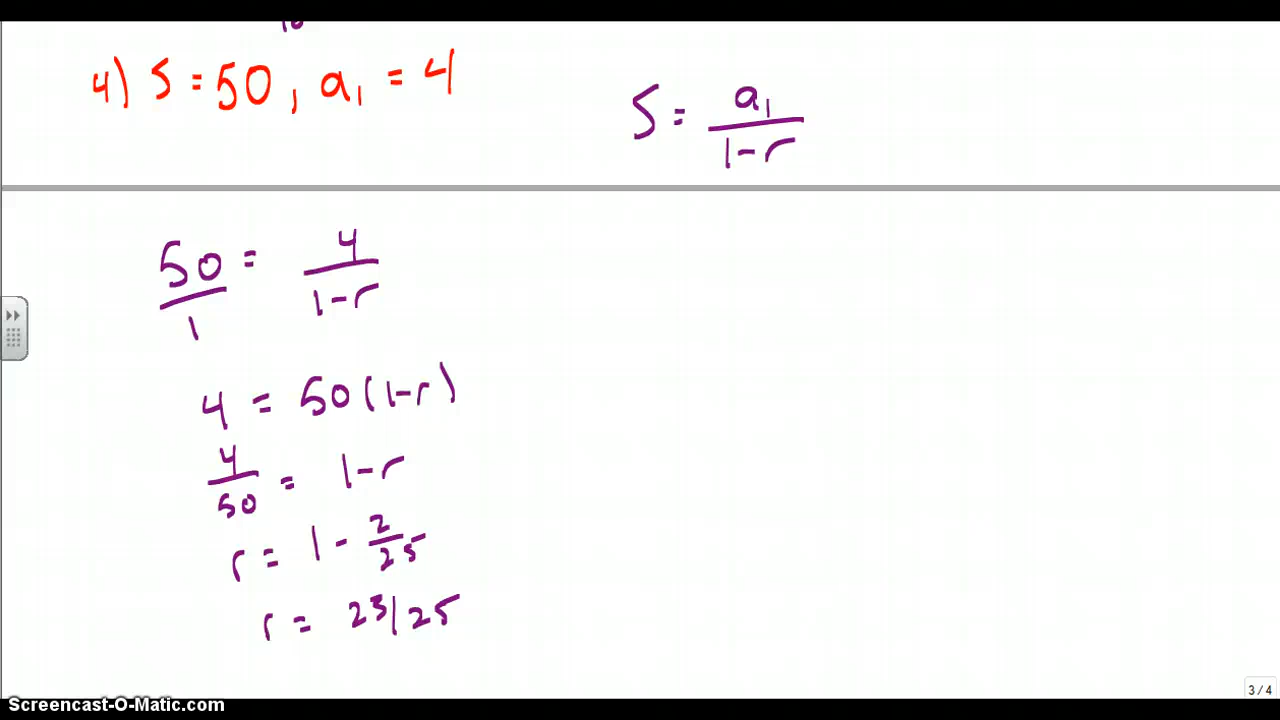 10
4) S = 50, a₁ = 4
S = a₁/(1-r)
50/1 = 4/(1-r)
4 = 50(1-r)
4/50 = 1-r
r = 1 - 2/25
r = 23/25
3 / 4
Screencast-O-Matic.com